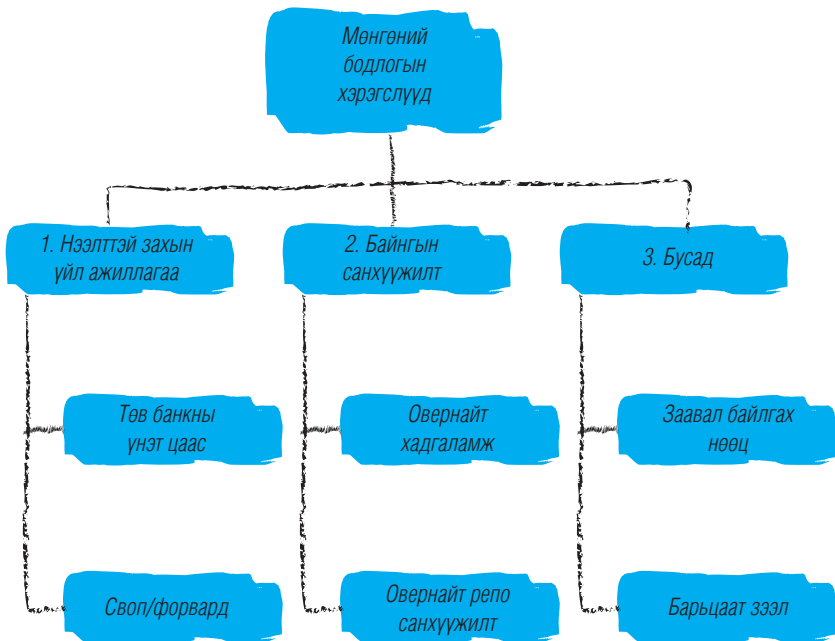 Мөнгөний
бодлогын
хэрэгслүүд
1. Нээлттэй захын
үйл ажиллагаа
2. Байнгын
санхүүжилт
3. Бусад
Төв банкны
үнэт цаас
Овернайт
хадгаламж
Заавал байлгах
нөөц
Своп/форвард
Овернайт репо
санхүүжилт
Барьцаат зээл